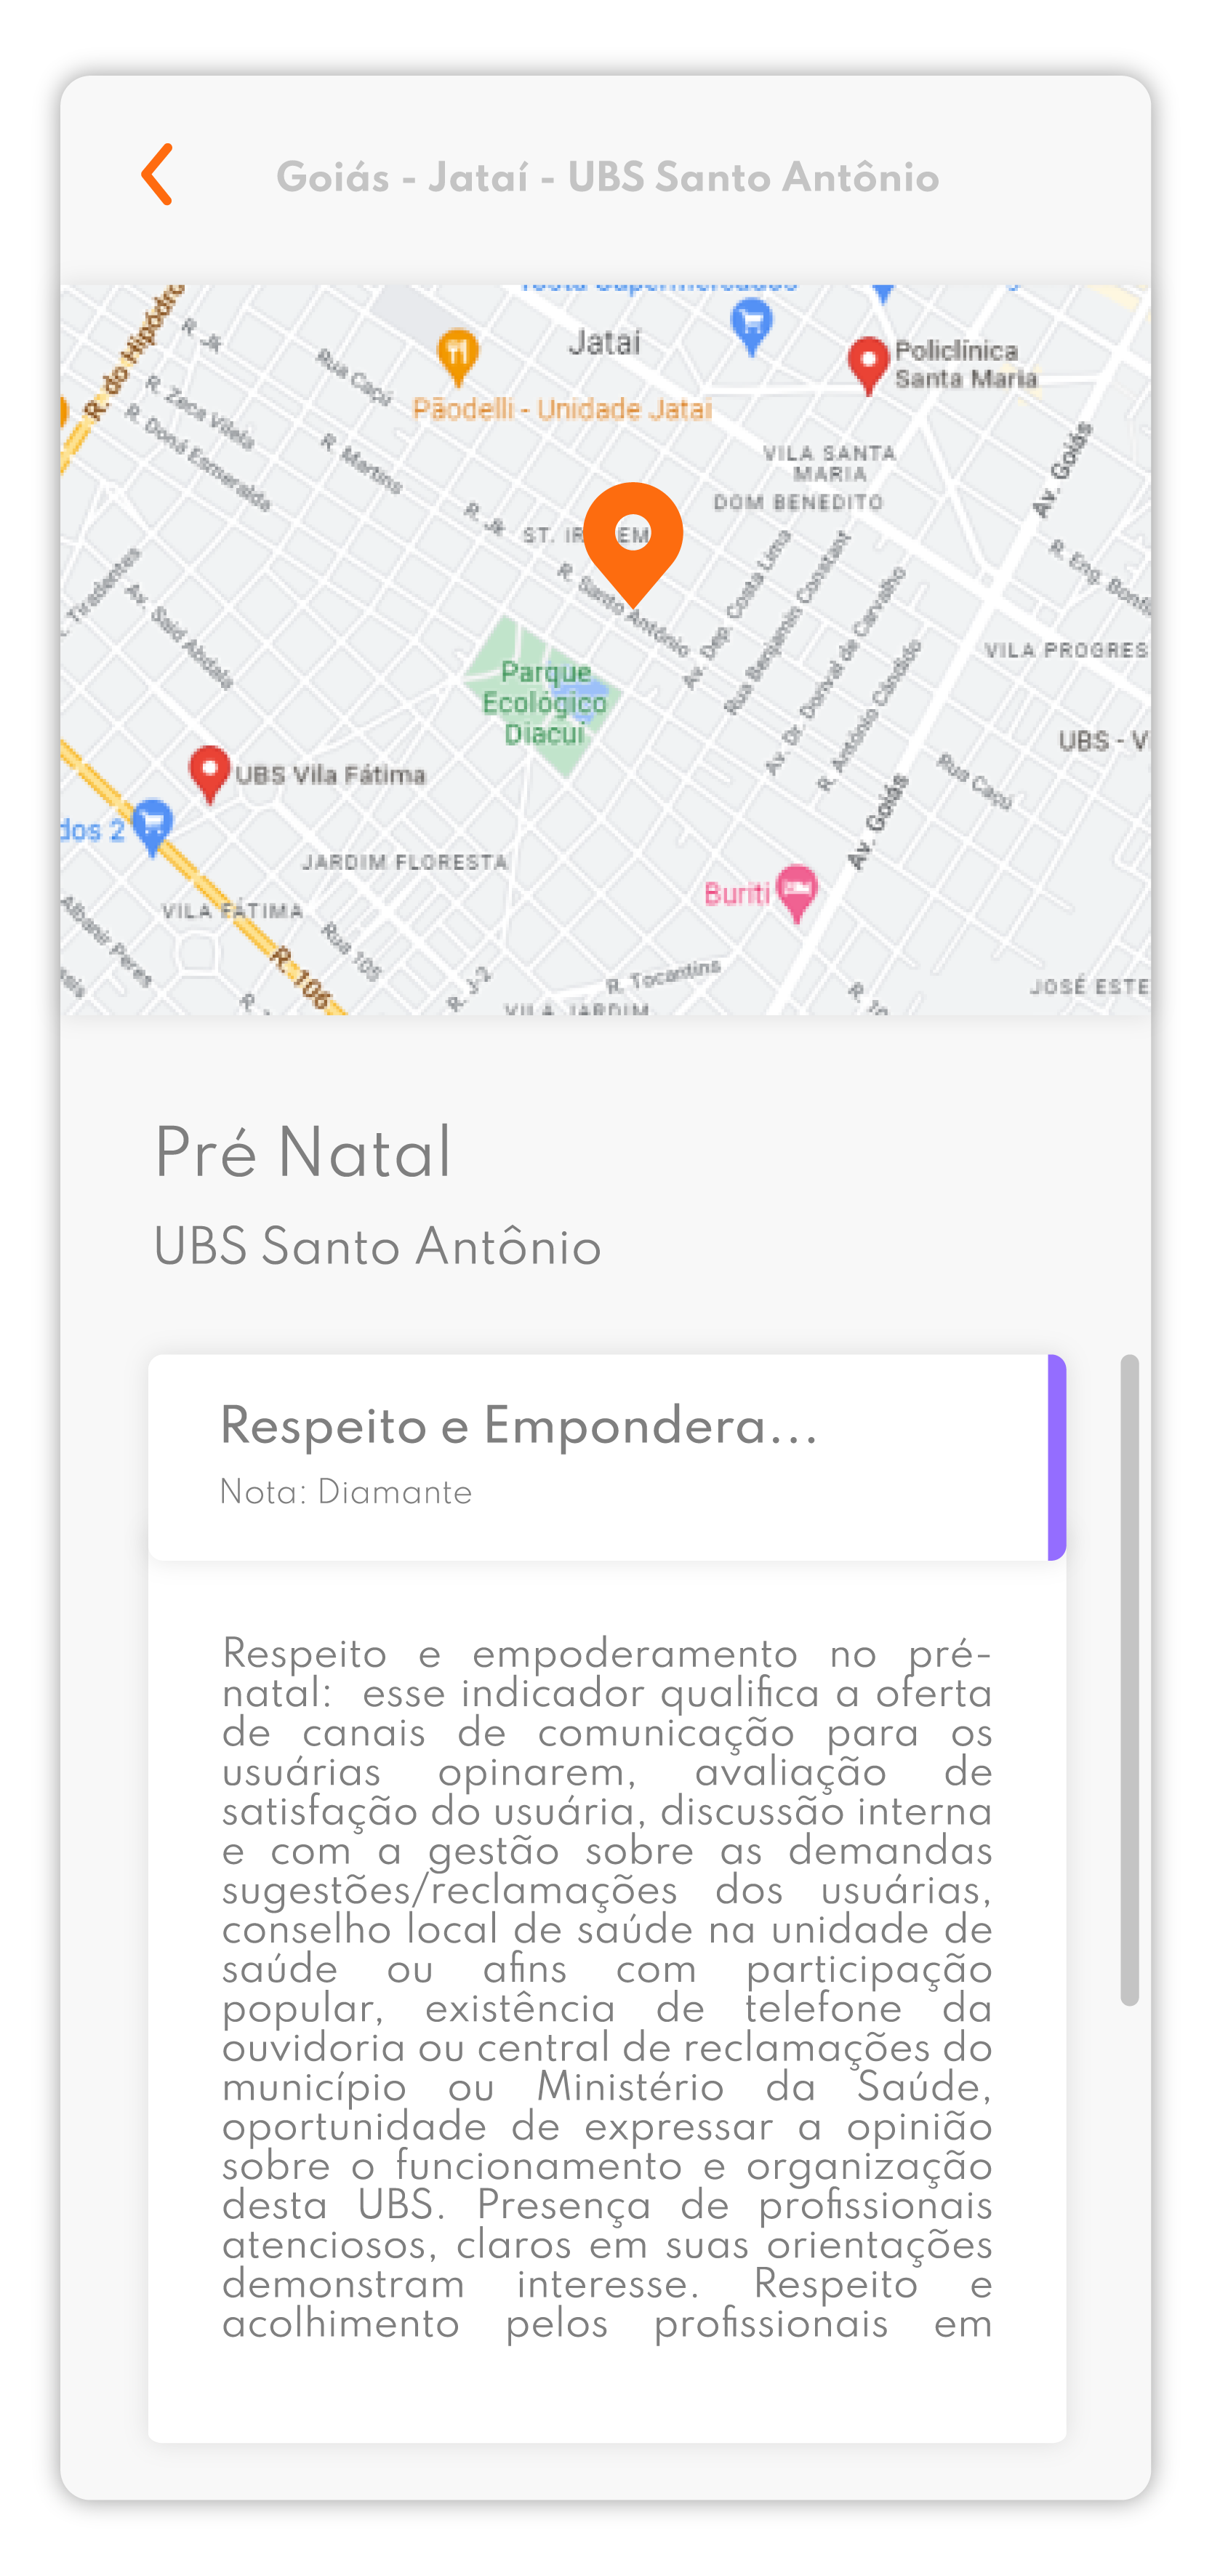 Goiás - Jataí - UBS Santo Antônio
R. do Hipódro
R. Jk
R. Zeca Vilela
R. Doná Esmeralda
Rua Caçú
R. Martins
R. Jk
Jataí
Pãodelli - Unidade Jataí
Policlínica
Santa Maria
VILA SANTA
MARIA
DOM BENEDITO
Av. Goiás
R. Eng. Bonfi
ST. IR EM
R. Santo Antônio
Av. Dep. Costa Lima
Rua Benjamin Constant
Av. Dr. Dorival de Carvalho
R. Antônio Cândido
VILA PROGRES
UBS - V
Rua Caçú
Av. Goiás
Tiradentes
Av. Said Abdala
Parque
Ecológico
Diacuí
UBS Vila Fátima
dos 2
JARDIM FLORESTA
VILA FÁTIMA
Albanir Peres
Rua 105
R. 106
R. J-2
R. Tocantins
VILA JARDIM
Buriti
JOSÉ ESTE
R. 10
Pré Natal
UBS Santo Antônio
Respeito e Empondera...
Nota: Diamante
Respeito e empoderamento no pré-
natal: esse indicador qualifica a oferta
de canais de comunicação para os
usuárias opinarem, avaliação de
satisfação do usuária, discussão interna
e com a gestão sobre as demandas
sugestões/reclamações dos usuárias,
conselho local de saúde na unidade de
saúde ou afins com participação
popular, existência de telefone da
ouvidoria ou central de reclamações do
município ou Ministério da Saúde,
oportunidade de expressar a opinião
sobre o funcionamento e organização
desta UBS. Presença de profissionais
atenciosos, claros em suas orientações
demonstram interesse. Respeito e
acolhimento pelos profissionais em